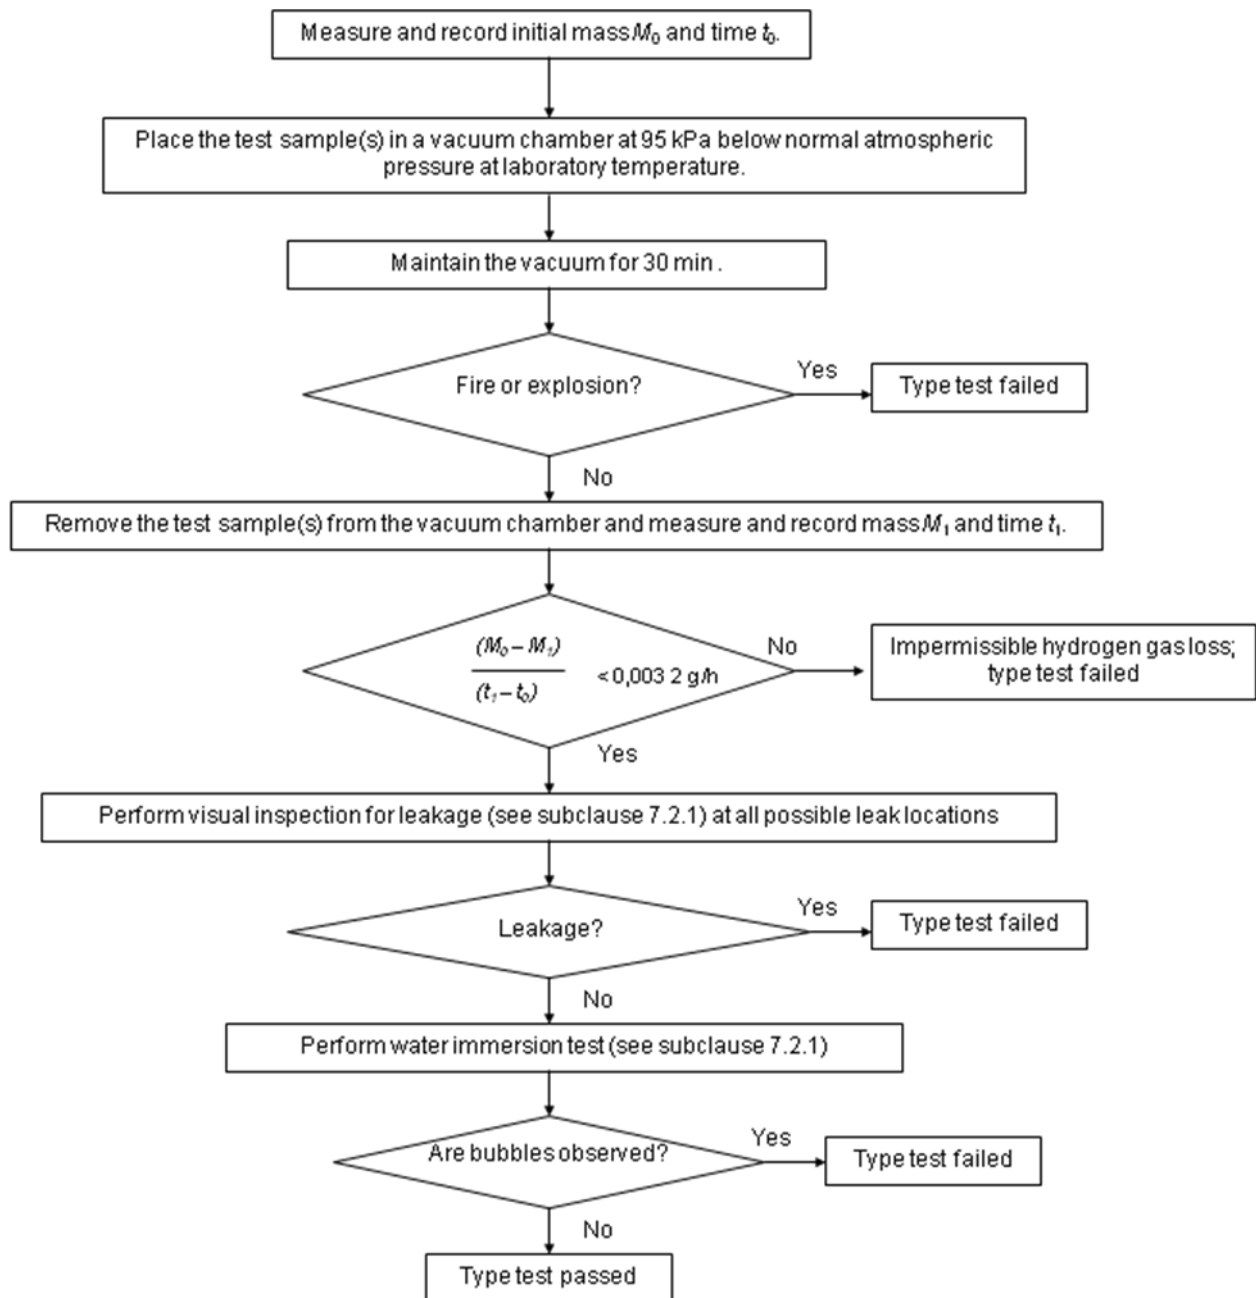 Measure and record initial mass M0 and time t0.
Place the test sample(s) in a vacuum chamber at 95 kPa below normal atmospheric
pressure at laboratory temperature.
Maintain the vacuum for 30 min .
Fire or explosion?
Yes
Type test failed
No
Remove the test sample(s) from the vacuum chamber and measure and record mass M1 and time t1.
(M0 – M1)
(t1 – t0)
< 0,003 2 g/h
No
Impermissible hydrogen gas loss;
type test failed
Yes
Perform visual inspection for leakage (see subclause 7.2.1) at all possible leak locations
Leakage?
Yes
Type test failed
No
Perform water immersion test (see subclause 7.2.1)
Are bubbles observed?
Yes
Type test failed
No
Type test passed